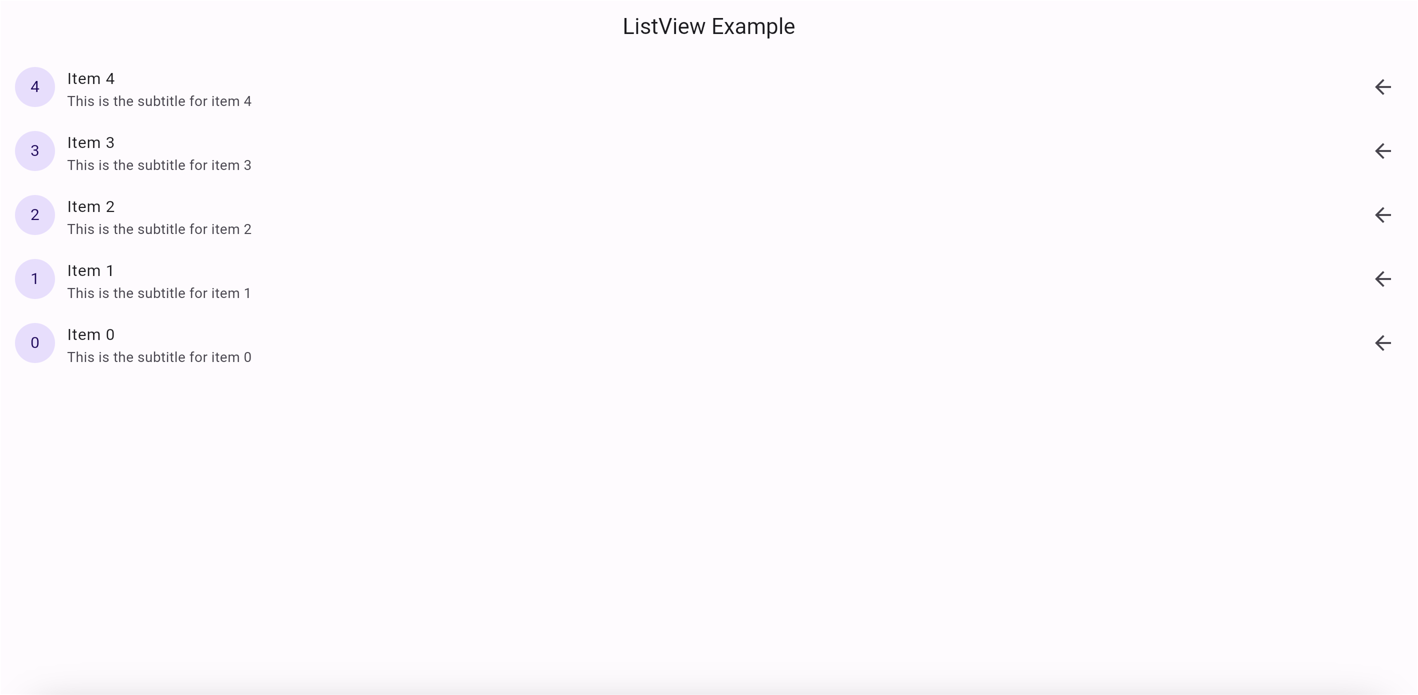 ListView Example
4
Item 4
This is the subtitle for item 4
3
Item 3
This is the subtitle for item 3
2
Item 2
This is the subtitle for item 2
1
Item 1
This is the subtitle for item 1
0
Item 0
This is the subtitle for item 0